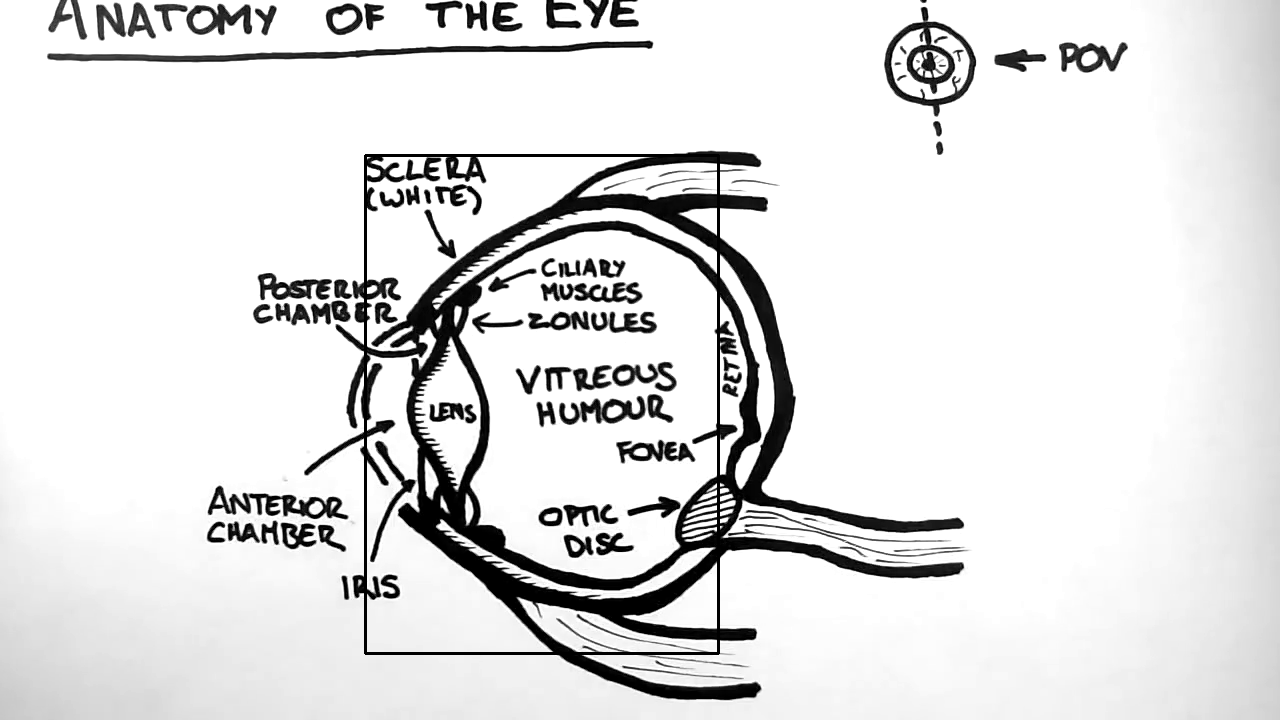 ANATOMY OF THE EYE
POV
SCLERA
(WHITE)
CILIARY
MUSCLES
POSTERIOR
CHAMBER
ZONULES
RETINA
VITREOUS
HUMOUR
LENS
FOVEA
ANTERIOR
CHAMBER
OPTIC
DISC
IRIS